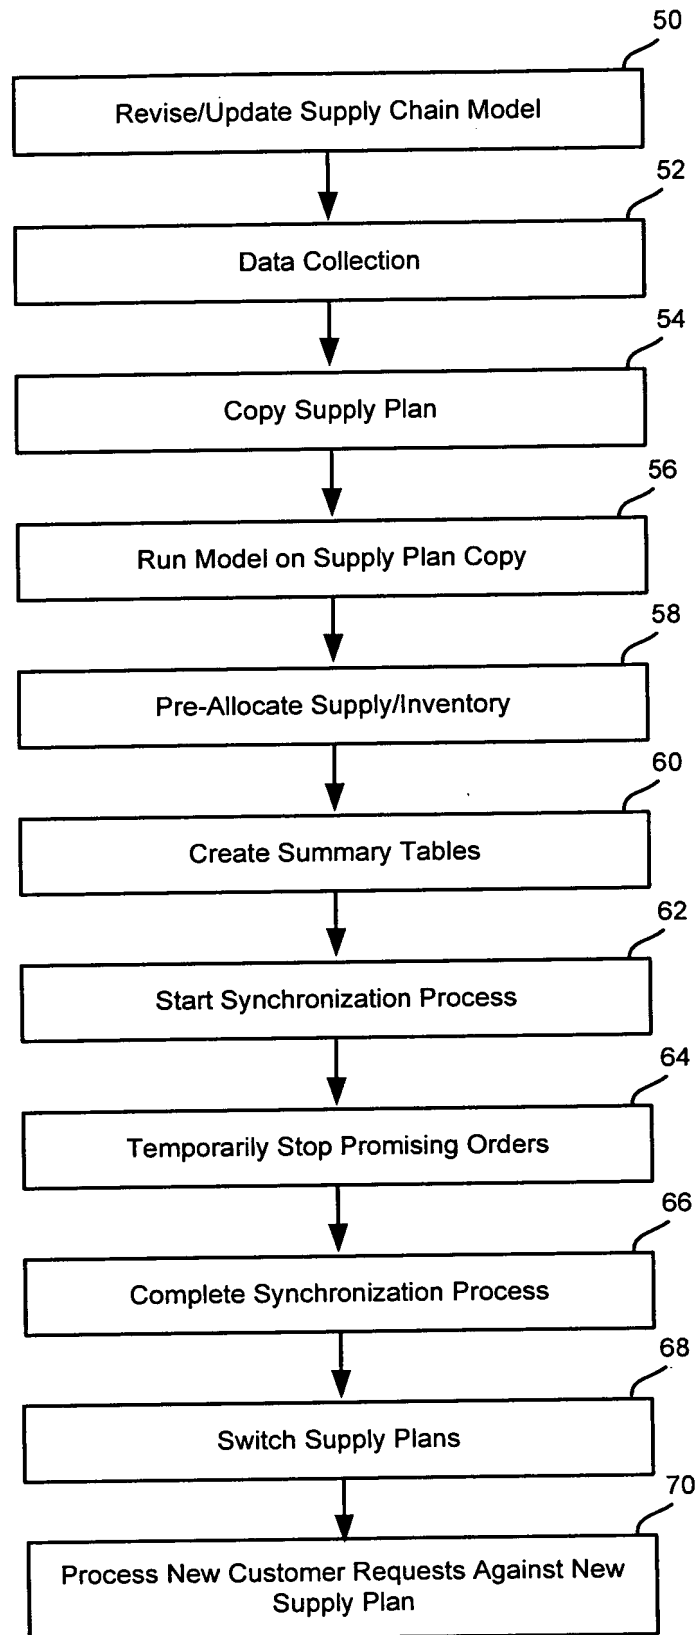 50
Revise/Update Supply Chain Model
52
Data Collection
54
Copy Supply Plan
56
Run Model on Supply Plan Copy
58
Pre-Allocate Supply/Inventory
60
Create Summary Tables
62
Start Synchronization Process
64
Temporarily Stop Promising Orders
66
Complete Synchronization Process
68
Switch Supply Plans
70
Process New Customer Requests Against New
Supply Plan